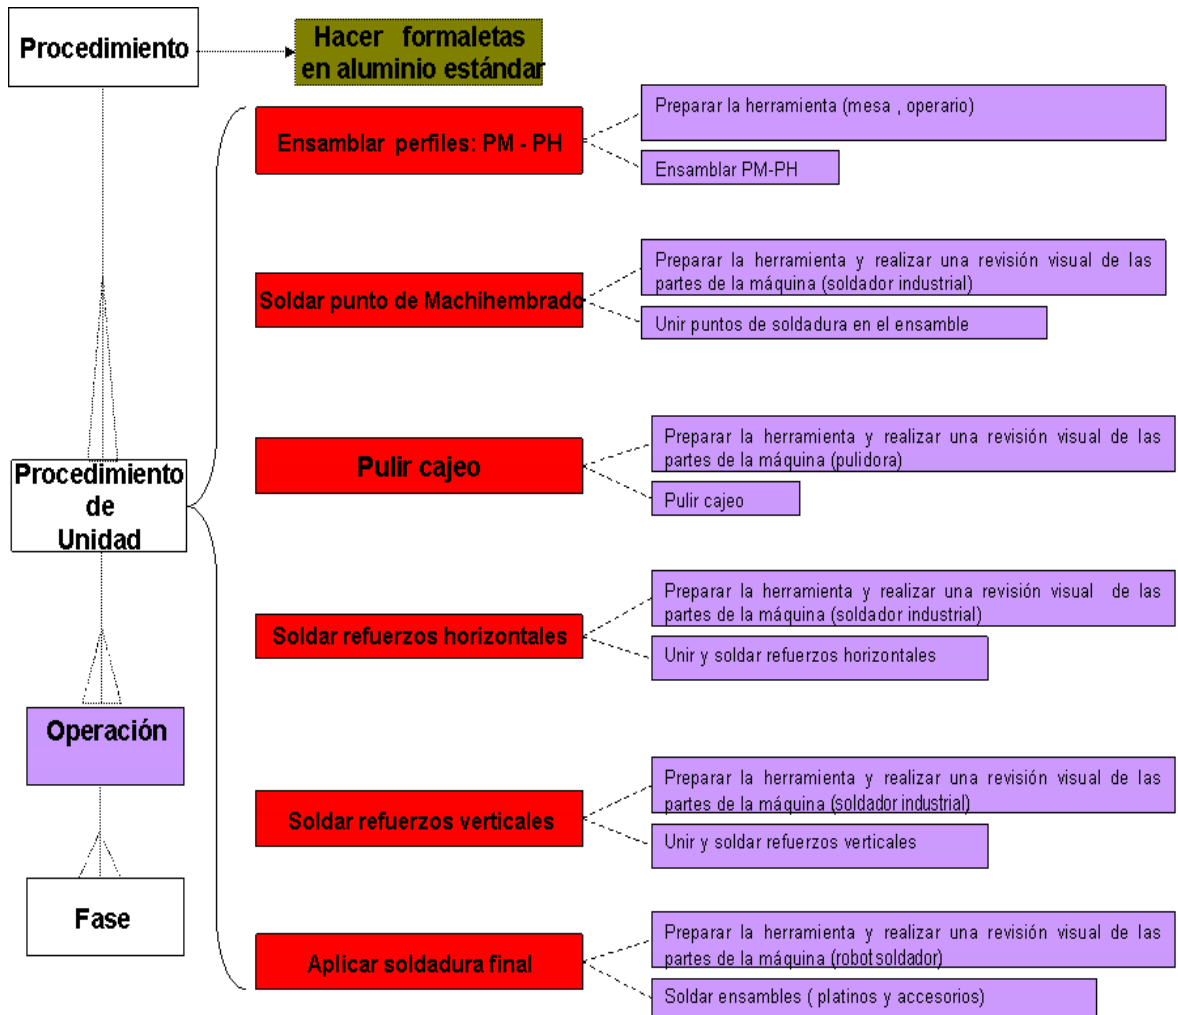 Procedimiento
Hacer formaletas
en aluminio estándar
Ensamblar perfiles: PM - PH
Preparar la herramienta (mesa , operario)
Ensamblar PM-PH
Soldar punto de Machihembrado
Preparar la herramienta y realizar una revisión visual de las
partes de la máquina (soldador industrial)
Unir puntos de soldadura en el ensamble
Procedimiento
de
Unidad
Pulir cajeo
Preparar la herramienta y realizar una revisión visual de las
partes de la máquina (pulidora)
Pulir cajeo
Soldar refuerzos horizontales
Preparar la herramienta y realizar una revisión visual de las
partes de la máquina (soldador industrial)
Unir y soldar refuerzos horizontales
Operación
Soldar refuerzos verticales
Preparar la herramienta y realizar una revisión visual de las
partes de la máquina (soldador industrial)
Unir y soldar refuerzos verticales
Fase
Aplicar soldadura final
Preparar la herramienta y realizar una revisión visual de las
partes de la máquina (robot soldador)
Soldar ensambles ( platinos y accesorios)